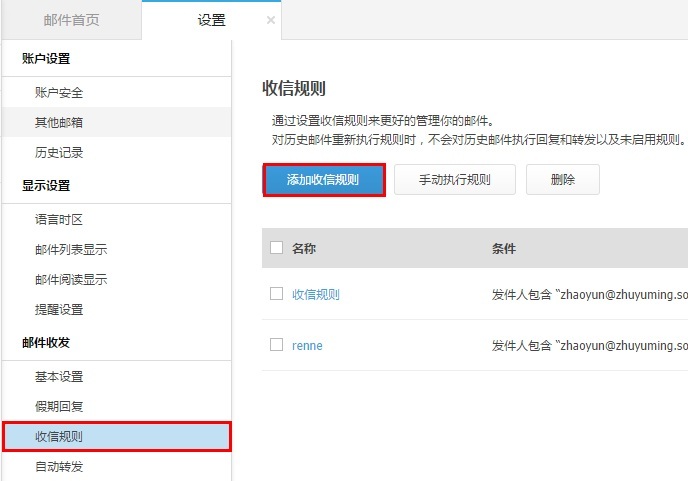 邮件首页
设置
账户设置
账户安全
其他邮箱
历史记录
显示设置
语言时区
邮件列表显示
邮件阅读显示
提醒设置
邮件收发
基本设置
假期回复
收信规则
自动转发
收信规则
通过设置收信规则来更好的管理你的邮件。
对历史邮件重新执行规则时，不会对历史邮件执行回复和转发以及未启用规则。
添加收信规则 手动执行规则 删除
名称 条件
收信规则 发件人包含 “zhaoyun@zhuyuming.so
renne 发件人包含 “zhaoyun@zhuyuming.so